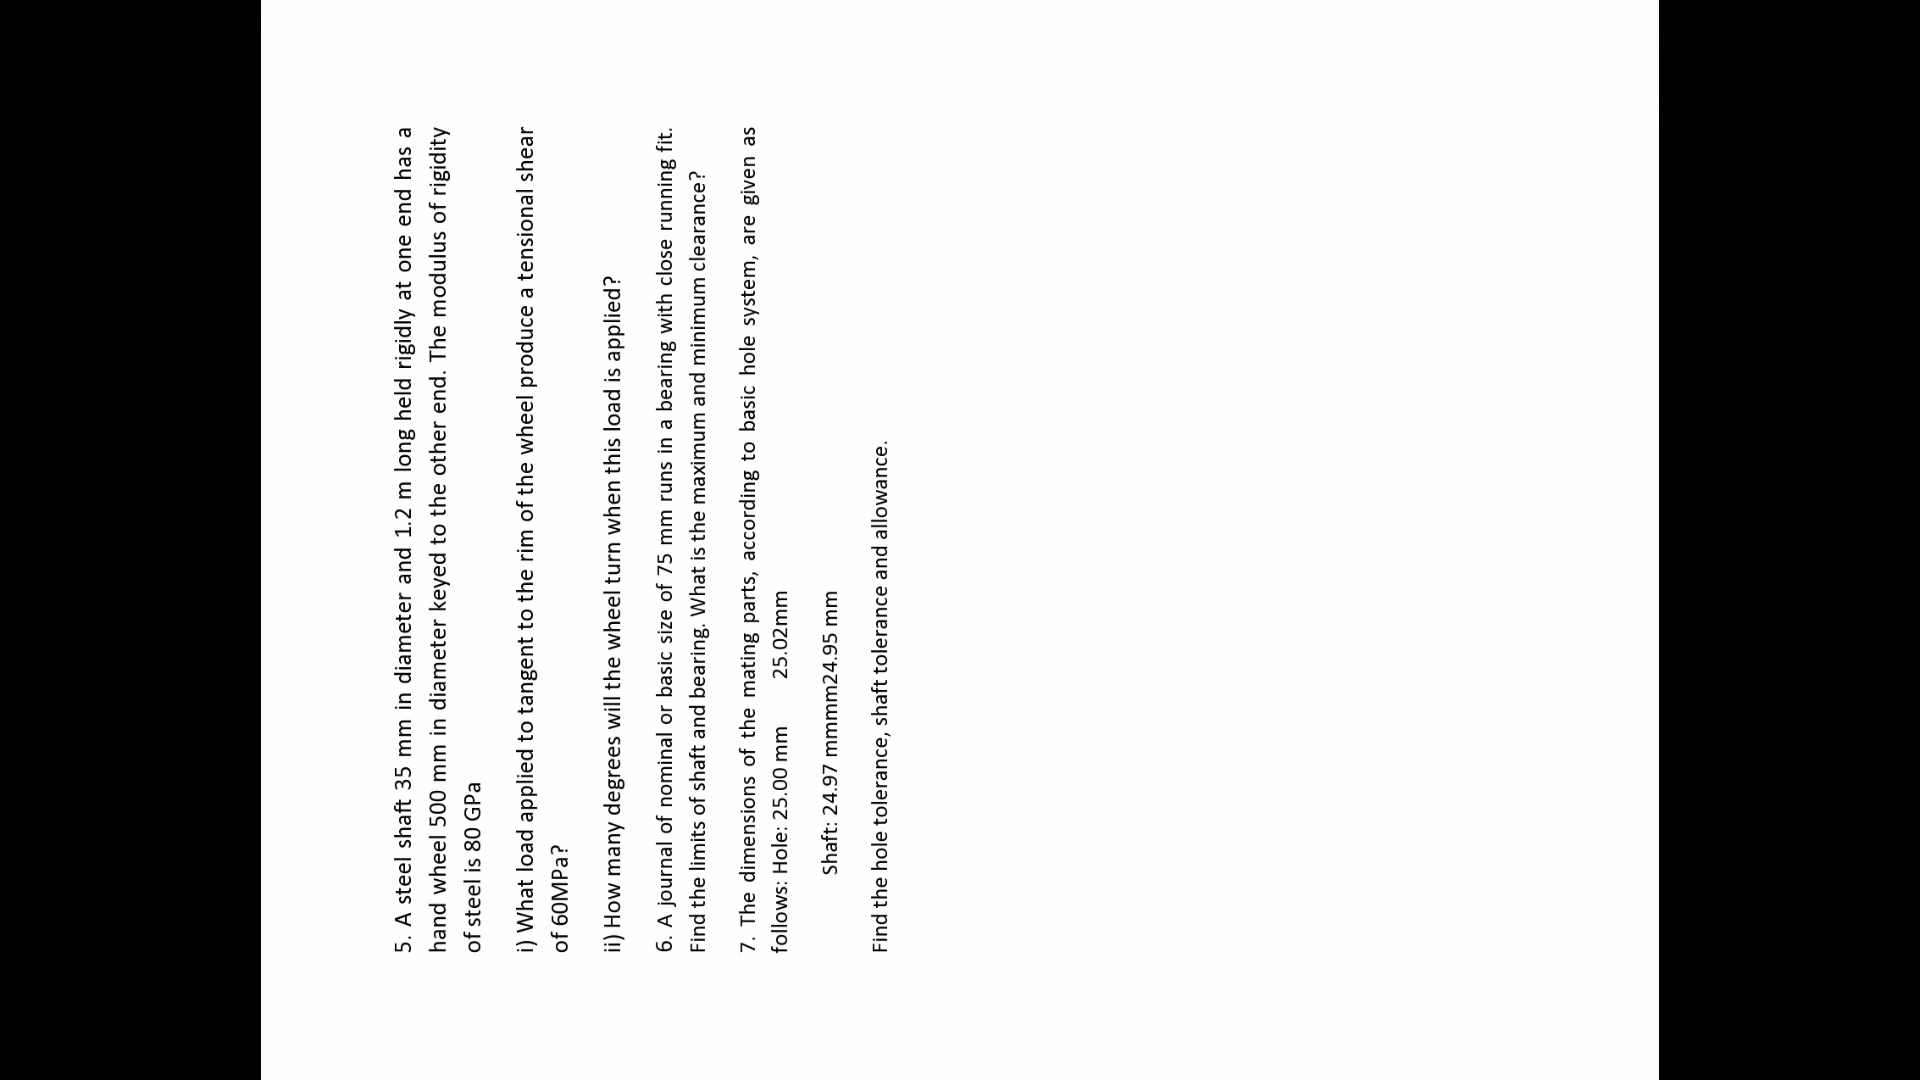 5. A steel shaft 35 mm in diameter and 1.2 m long held rigidly at one end has a
hand wheel 500 mm in diameter keyed to the other end. The modulus of rigidity
of steel is 80 GPa
i) What load applied to tangent to the rim of the wheel produce a tensional shear
of 60MPa?
ii) How many degrees will the wheel turn when this load is applied?
6. A journal of nominal or basic size of 75 mm runs in a bearing with close running fit.
Find the limits of shaft and bearing. What is the maximum and minimum clearance?
7. The dimensions of the mating parts, according to basic hole system, are given as
follows: Hole: 25.00 mm 25.02mm
Shaft: 24.97 mmmm24.95 mm
Find the hole tolerance, shaft tolerance and allowance.